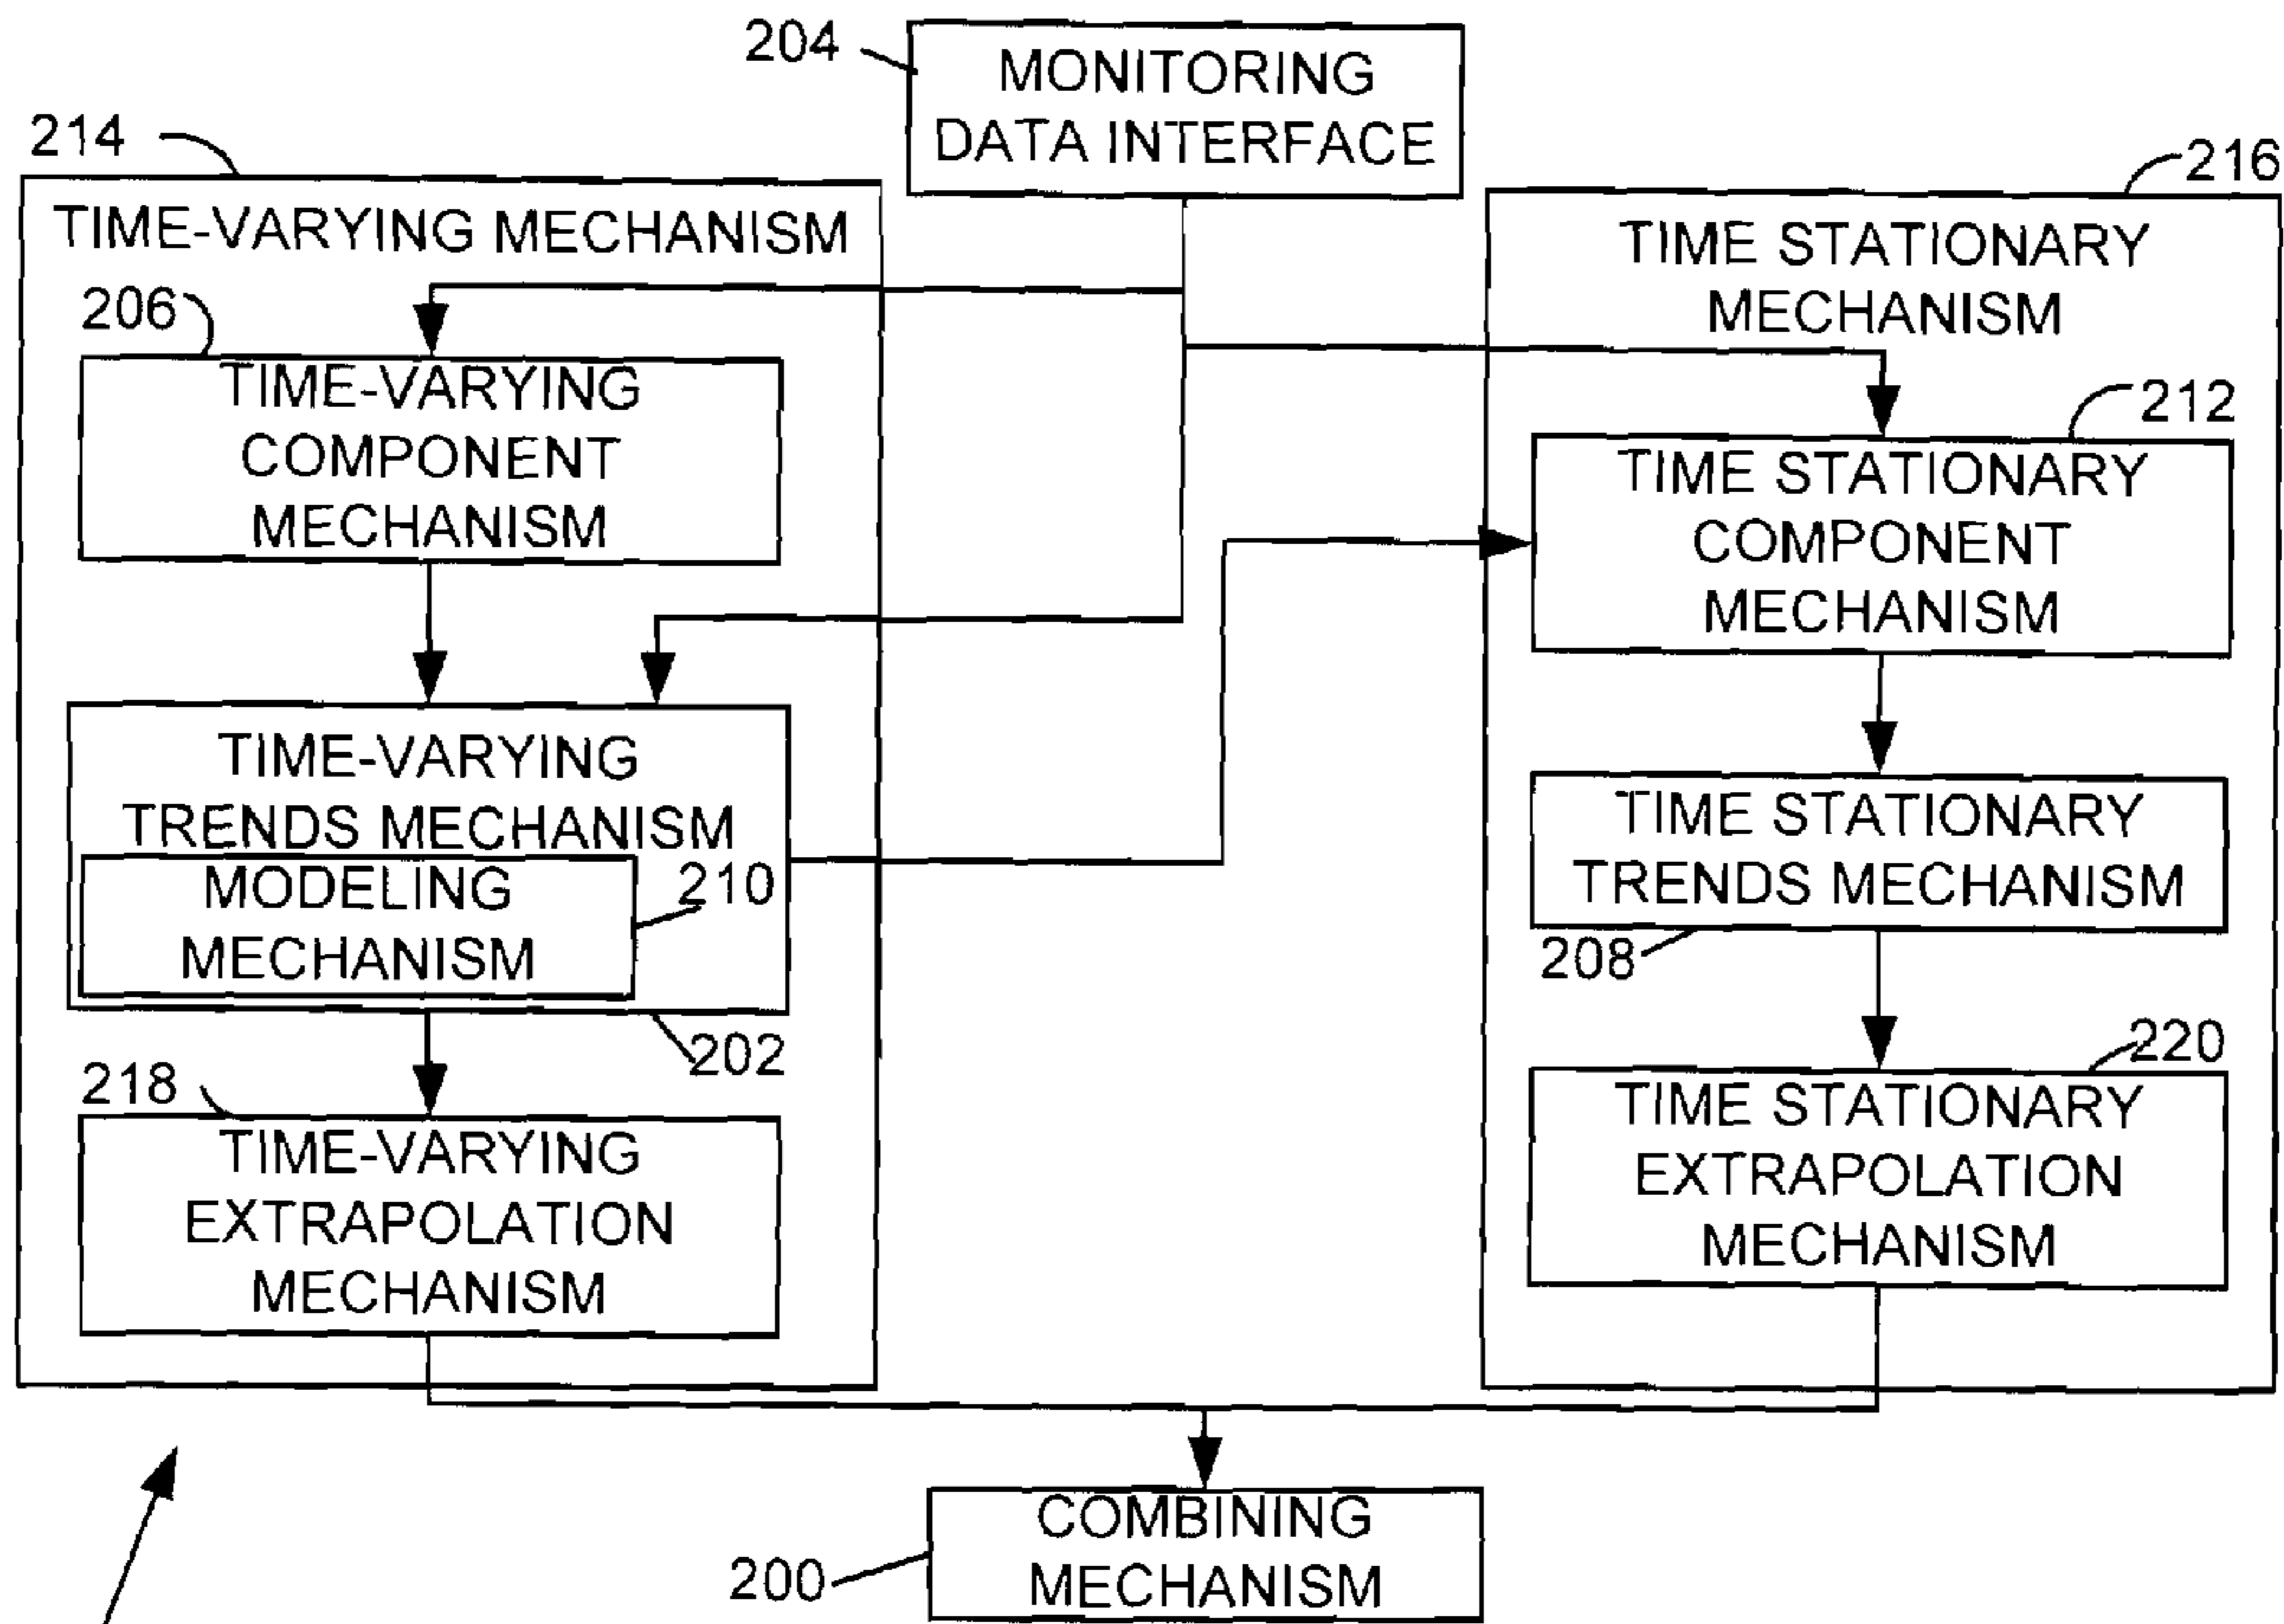 204
MONITORING
DATA INTERFACE
214
216
TIME-VARYING MECHANISM
TIME STATIONARY
MECHANISM
206
TIME-VARYING
COMPONENT
MECHANISM
212
TIME STATIONARY
COMPONENT
MECHANISM
TIME-VARYING
TRENDS MECHANISM
MODELING
MECHANISM
210
202
TIME STATIONARY
TRENDS MECHANISM
208
218
TIME-VARYING
EXTRAPOLATION
MECHANISM
220
TIME STATIONARY
EXTRAPOLATION
MECHANISM
COMBINING
MECHANISM
200